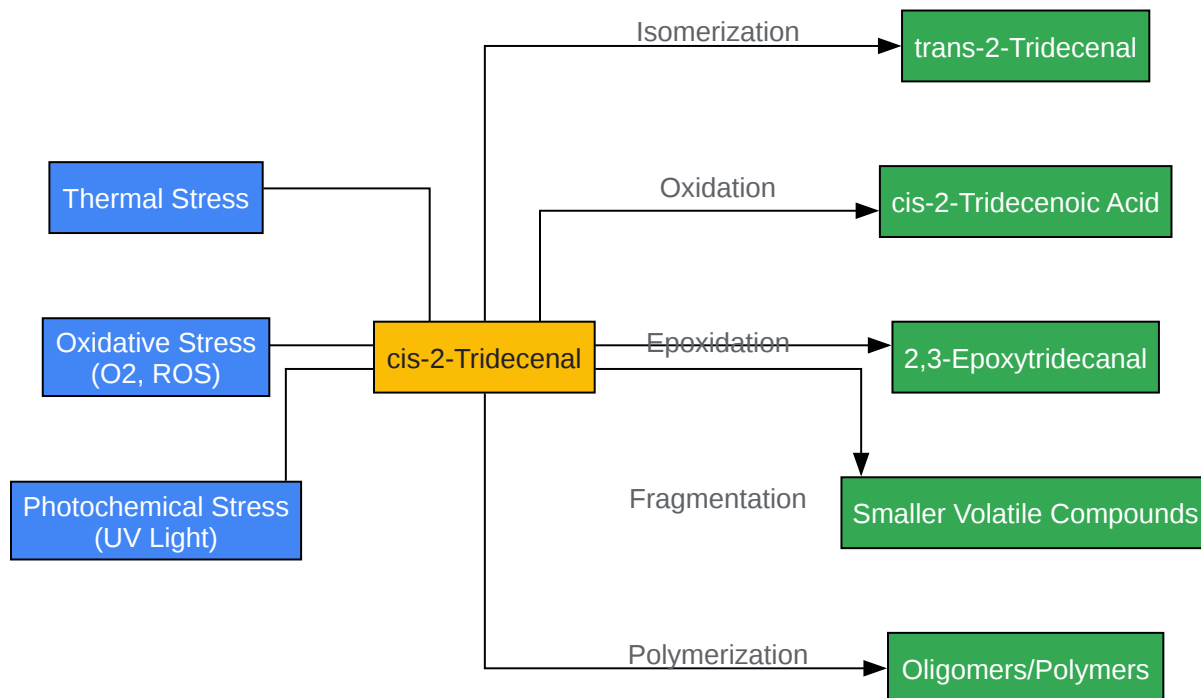 Isomerization
trans-2-Tridecenal
Thermal Stress
Oxidation
cis-2-Tridecenoic Acid
Oxidative Stress
(O2, ROS)
cis-2-Tridecenal
Epoxidation
2,3-Epoxytridecanal
Photochemical Stress
(UV Light)
Fragmentation
Smaller Volatile Compounds
Polymerization
Oligomers/Polymers